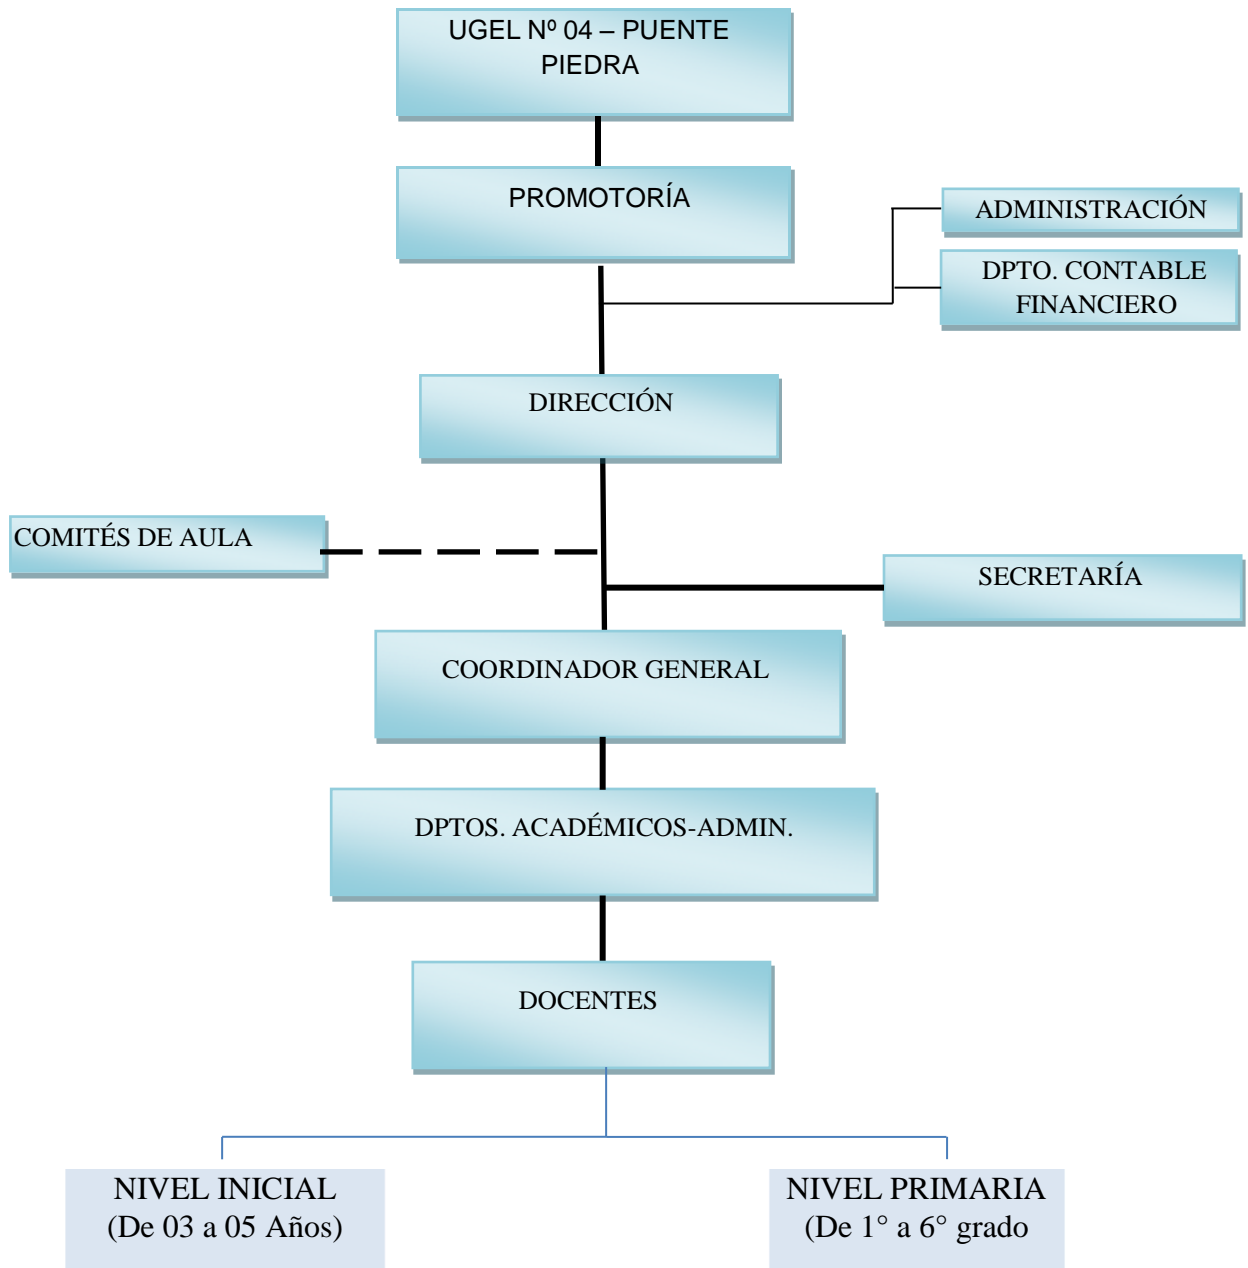 UGEL Nº 04 – PUENTE
PIEDRA
PROMOTORÍA
ADMINISTRACIÓN
DPTO. CONTABLE
FINANCIERO
DIRECCIÓN
COMITÉS DE AULA
SECRETARÍA
COORDINADOR GENERAL
DPTOS. ACADÉMICOS-ADMIN.
DOCENTES
NIVEL INICIAL
(De 03 a 05 Años)
NIVEL PRIMARIA
(De 1° a 6° grado